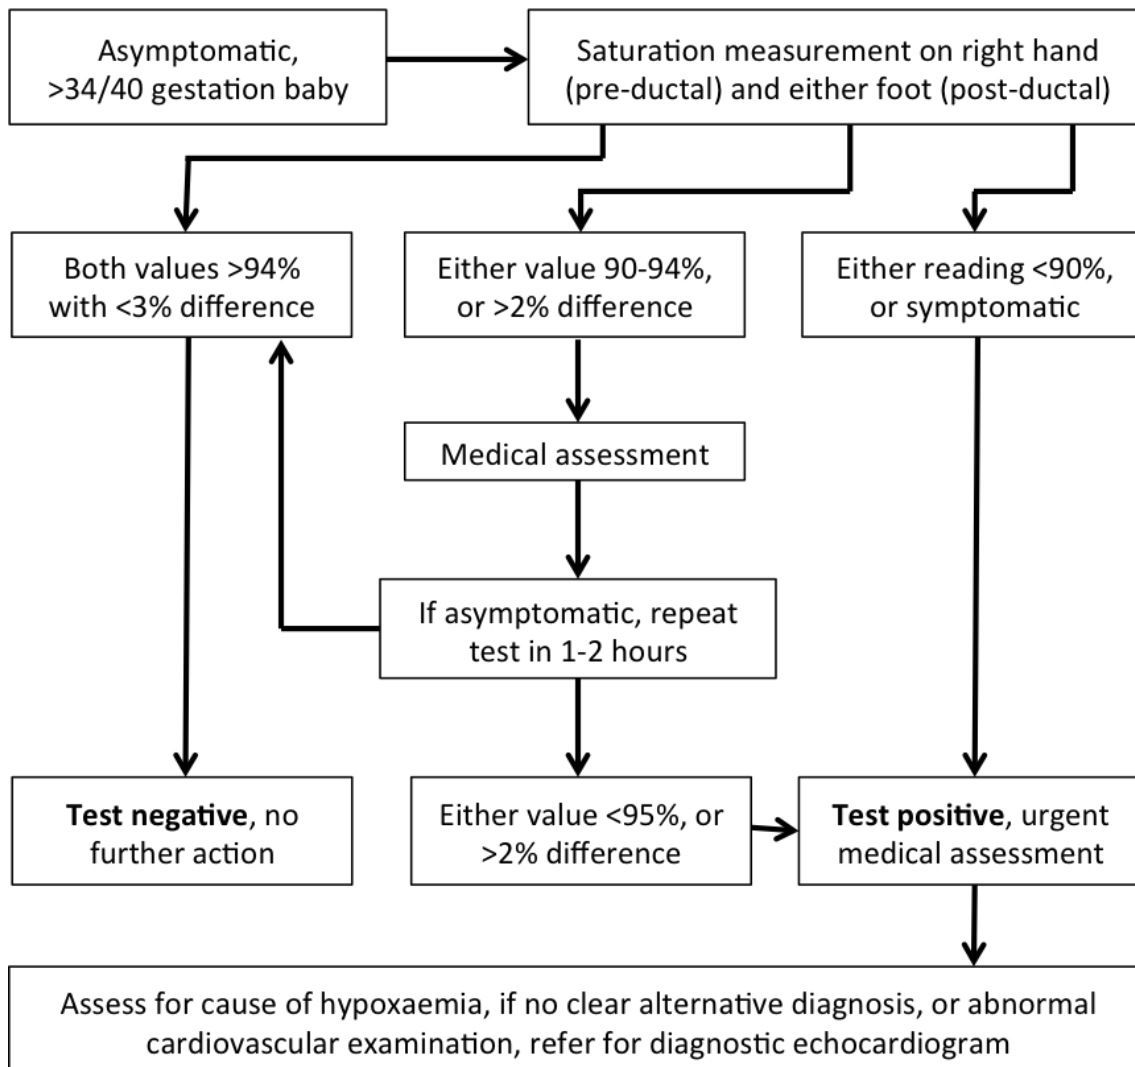 Asymptomatic,
>34/40 gestation baby
Saturation measurement on right hand
(pre-ductal) and either foot (post-ductal)
Both values >94%
with <3% difference
Either value 90-94%,
or >2% difference
Either reading <90%,
or symptomatic
Medical assessment
If asymptomatic, repeat
test in 1-2 hours
Test negative, no
further action
Either value <95%, or
>2% difference
Test positive, urgent
medical assessment
Assess for cause of hypoxaemia, if no clear alternative diagnosis, or abnormal
cardiovascular examination, refer for diagnostic echocardiogram